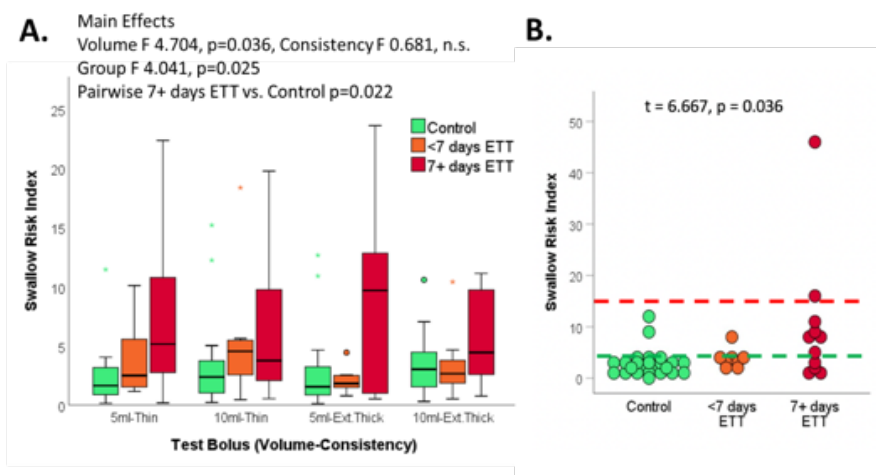 A.
Main Effects
Volume F 4.704, p=0.036, Consistency F 0.681, n.s.
Group F 4.041, p=0.025
Pairwise 7+ days ETT vs. Control p=0.022
Swallow Risk Index
25
20
15
10
5
0
Control
<7 days ETT
7+ days ETT
5ml-Thin
10ml-Thin
5ml-Ext.Thick
10ml-Ext.Thick
Test Bolus (Volume-Consistency)
B.
t = 6.667, p = 0.036
Swallow Risk Index
50
40
30
20
10
0
Control
<7 days
ETT
7+ days
ETT